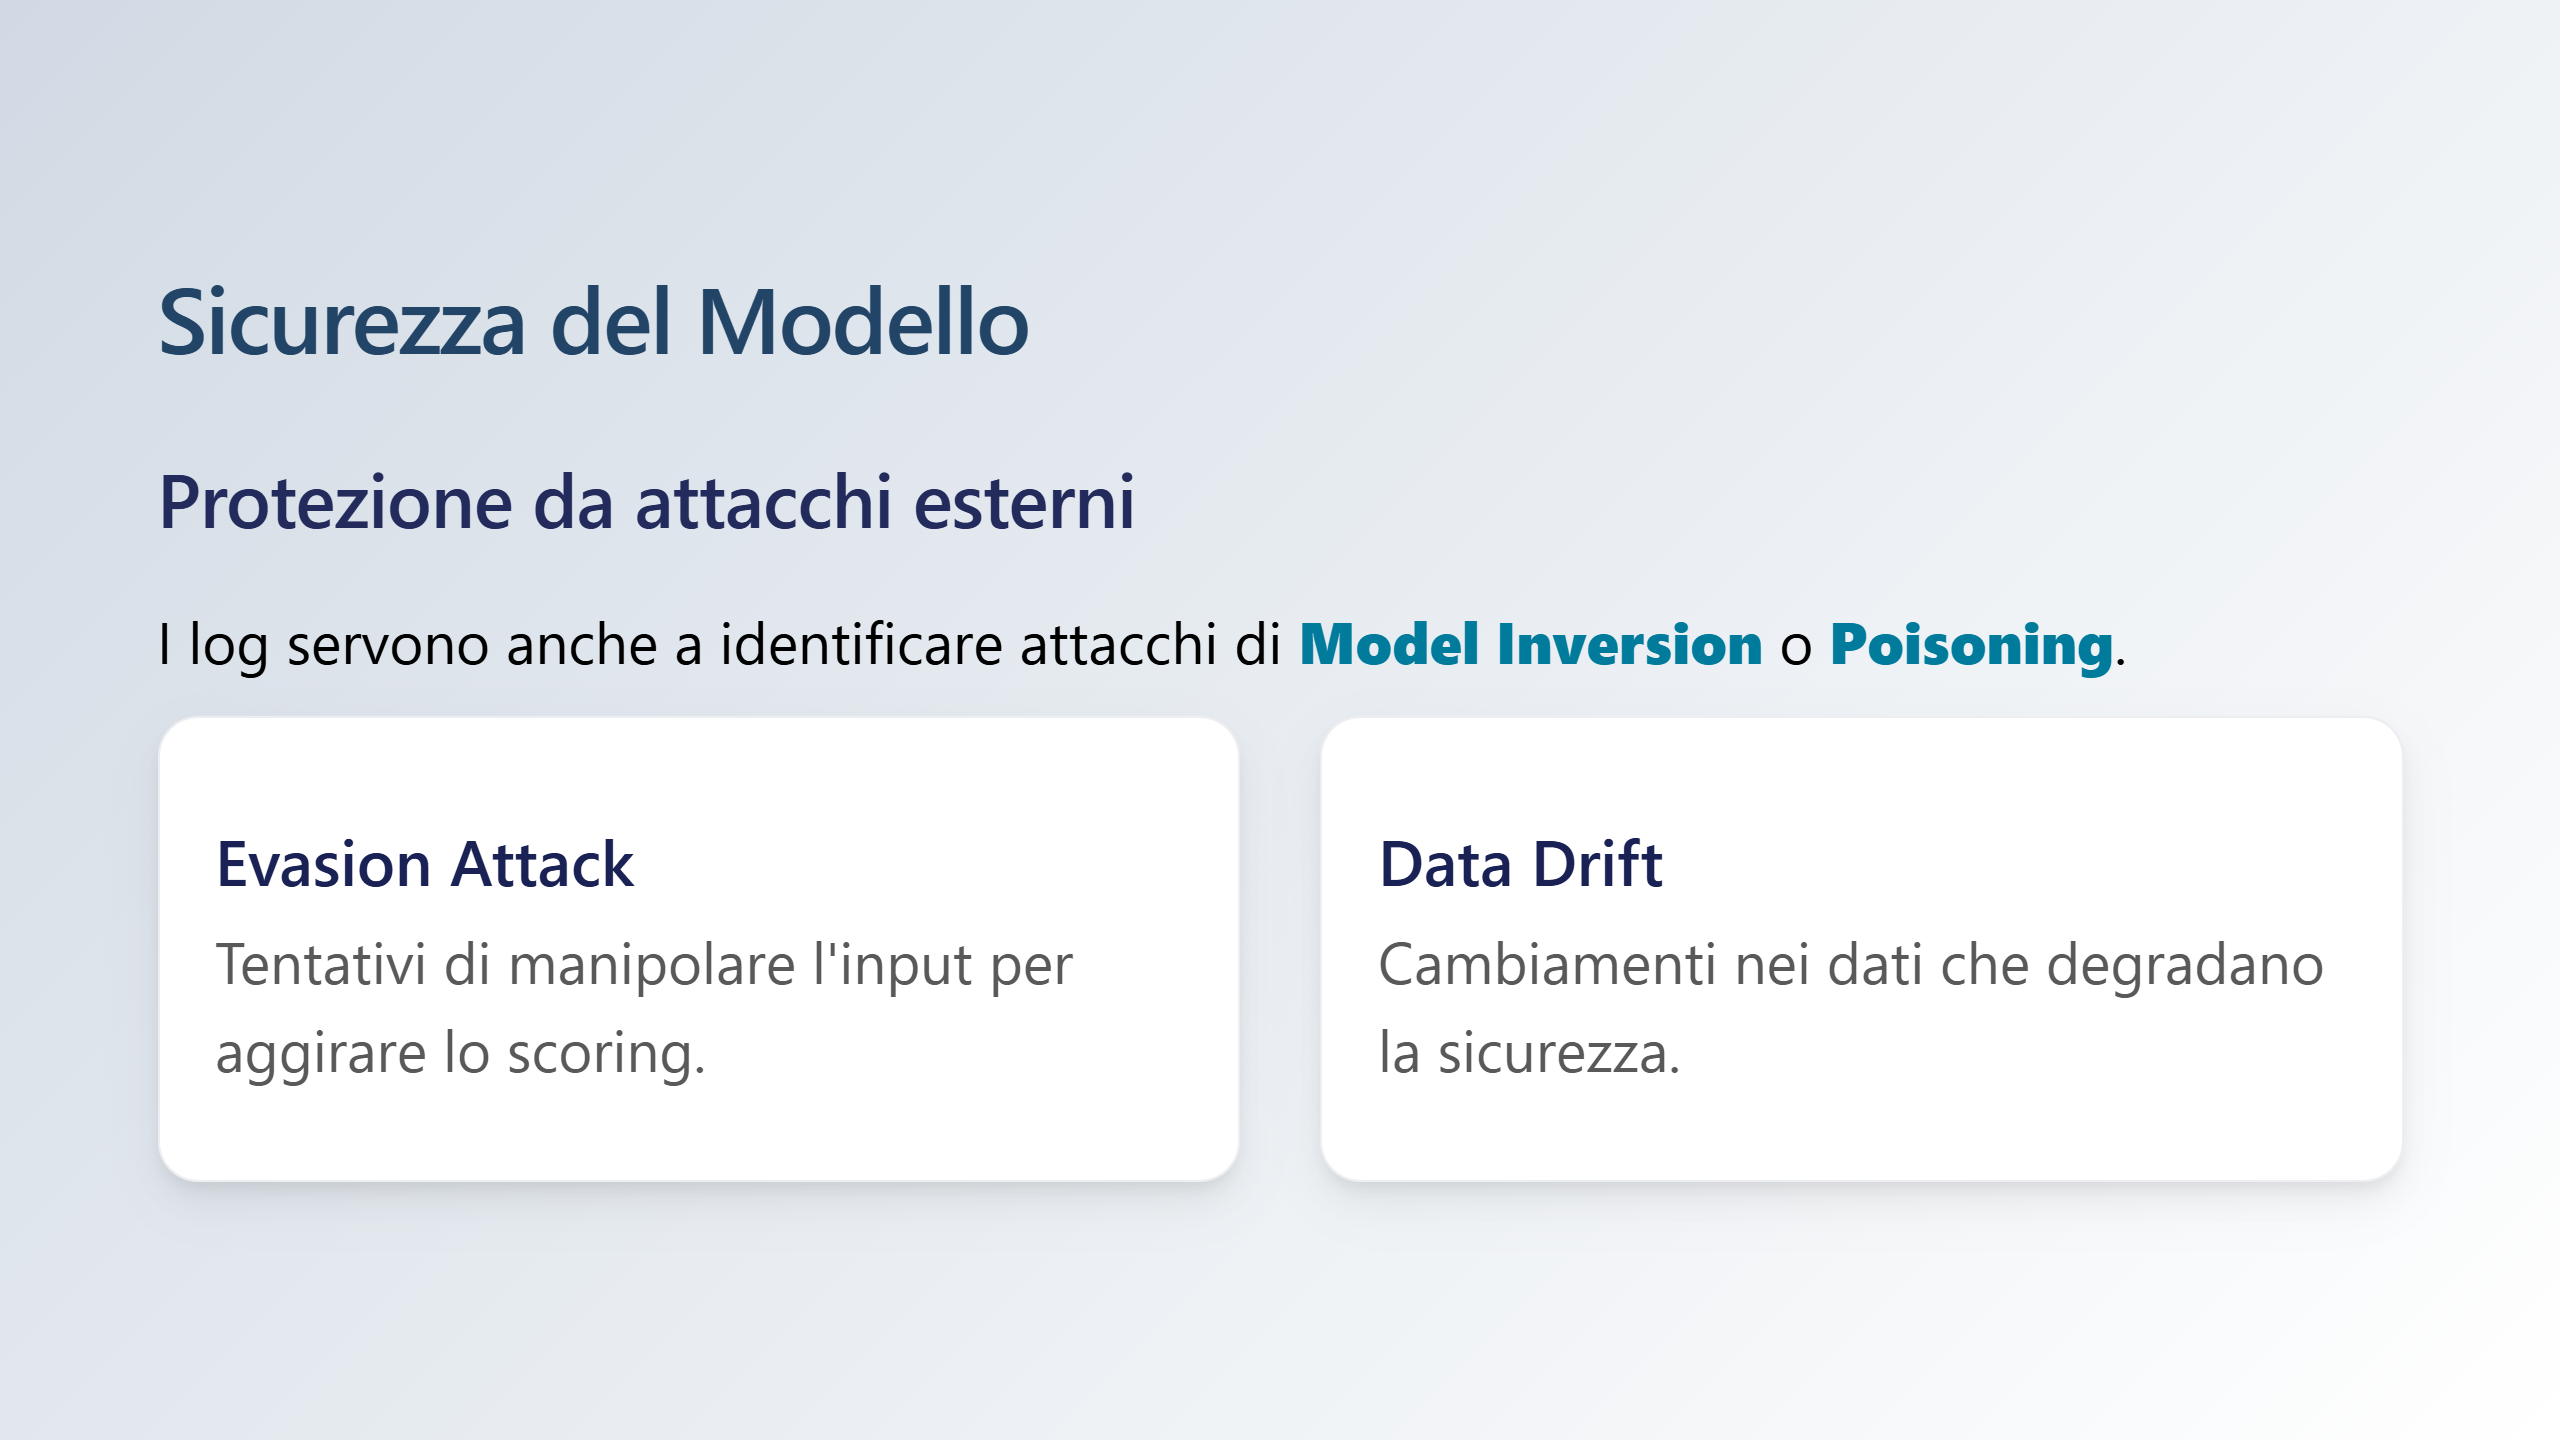 Sicurezza del Modello
Protezione da attacchi esterni
I log servono anche a identificare attacchi di Model Inversion o Poisoning.
Evasion Attack
Tentativi di manipolare l'input per
aggirare lo scoring.
Data Drift
Cambiamenti nei dati che degradano
la sicurezza.